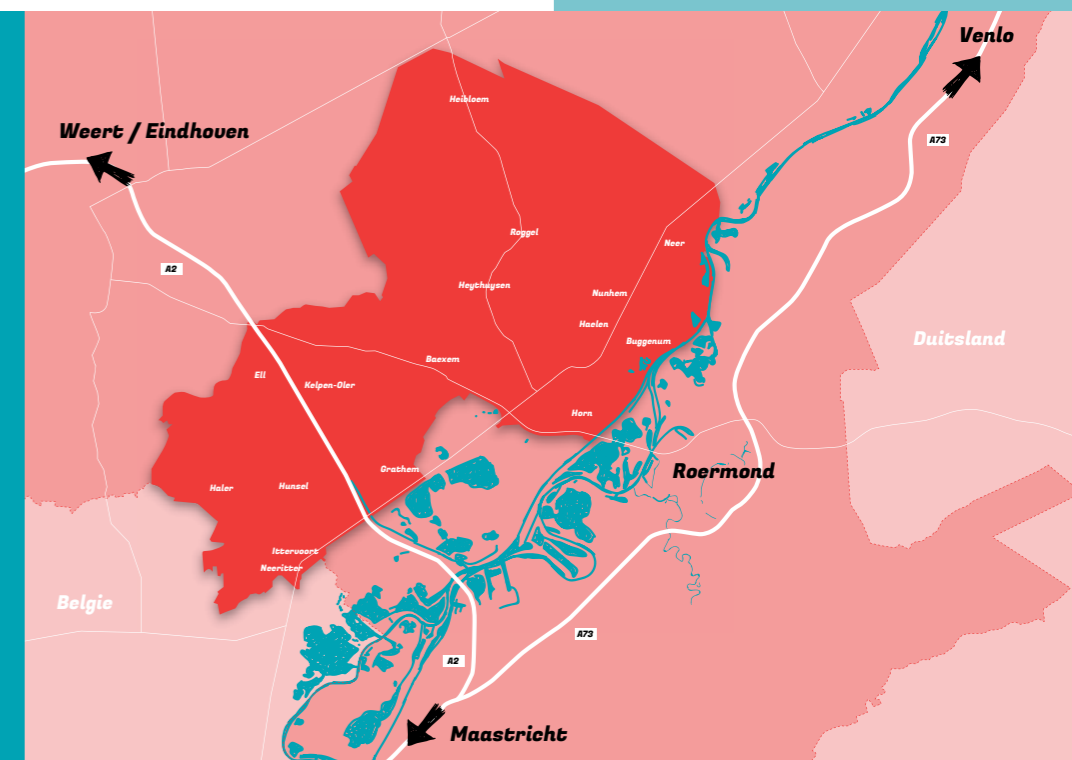 Venlo
Heibloem
Weert / Eindhoven
A73
Roggel
Neer
A2
Heythuysen
Nunhem
Haelen
Duitsland
Buggenum
Baexem
Ell
Kelpen-Oler
Horn
Grathem
Roermond
Haler
Hunsel
Ittervoort
Neeritter
Belgie
A73
A2
Maastricht